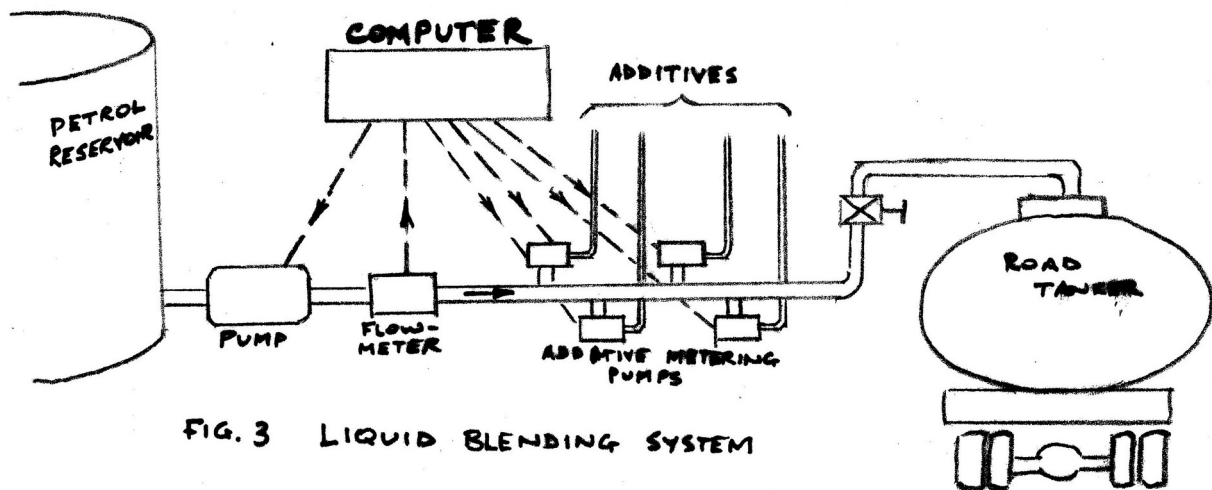 COMPUTER
ADDITIVES
PETROL
RESERVOIR
ROAD
TANKER
PUMP
FLOW-
METER
ADDITIVE METERING
PUMPS
FIG. 3 LIQUID BLENDING SYSTEM